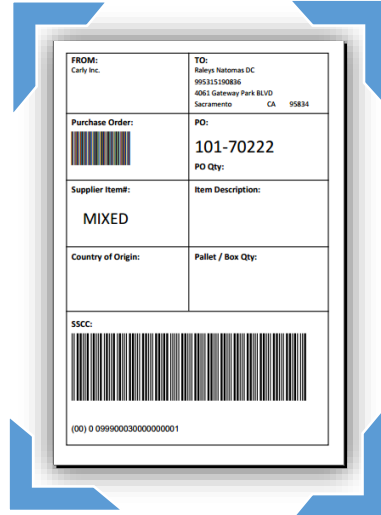 FROM:
Carly Inc.
TO:
Raleys Natomas DC
995315190836
4061 Gateway Park BLVD
Sacramento CA 95834
Purchase Order:
PO:
101-70222
PO Qty:
Supplier Item#:
MIXED
Item Description:
Country of Origin:
Pallet / Box Qty:
SSCC:
(00) 0 099900030000000001